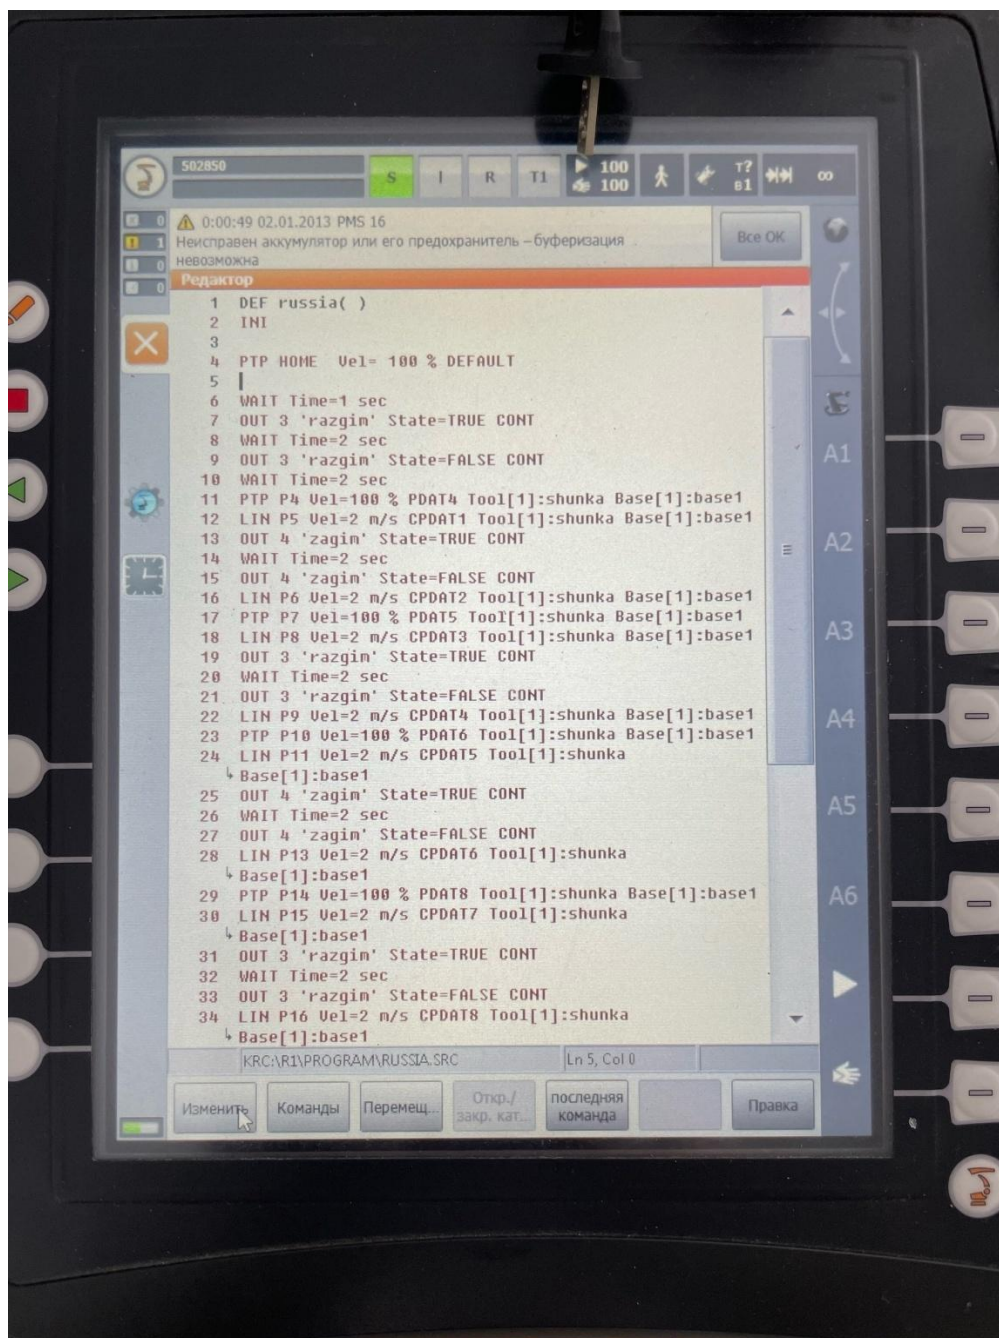 502850
S I R T1 100 100 T? B1 ∞
0 0:00:49 02.01.2013 PMS 16
1 Неисправен аккумулятор или его предохранитель – буферизация
0 невозможна
0
Все OK
Редактор
1 DEF russia( )
2 INI
3
4 PTP HOME Vel= 100 % DEFAULT
5
6 WAIT Time=1 sec
7 OUT 3 'razgim' State=TRUE CONT
8 WAIT Time=2 sec
9 OUT 3 'razgim' State=FALSE CONT
10 WAIT Time=2 sec
11 PTP P4 Vel=100 % PDAT4 Tool[1]:shunka Base[1]:base1
12 LIN P5 Vel=2 m/s CPDAT1 Tool[1]:shunka Base[1]:base1
13 OUT 4 'zagim' State=TRUE CONT
14 WAIT Time=2 sec
15 OUT 4 'zagim' State=FALSE CONT
16 LIN P6 Vel=2 m/s CPDAT2 Tool[1]:shunka Base[1]:base1
17 PTP P7 Vel=100 % PDAT5 Tool[1]:shunka Base[1]:base1
18 LIN P8 Vel=2 m/s CPDAT3 Tool[1]:shunka Base[1]:base1
19 OUT 3 'razgim' State=TRUE CONT
20 WAIT Time=2 sec
21 OUT 3 'razgim' State=FALSE CONT
22 LIN P9 Vel=2 m/s CPDAT4 Tool[1]:shunka Base[1]:base1
23 PTP P10 Vel=100 % PDAT6 Tool[1]:shunka Base[1]:base1
24 LIN P11 Vel=2 m/s CPDAT5 Tool[1]:shunka
Base[1]:base1
25 OUT 4 'zagim' State=TRUE CONT
26 WAIT Time=2 sec
27 OUT 4 'zagim' State=FALSE CONT
28 LIN P13 Vel=2 m/s CPDAT6 Tool[1]:shunka
Base[1]:base1
29 PTP P14 Vel=100 % PDAT8 Tool[1]:shunka Base[1]:base1
30 LIN P15 Vel=2 m/s CPDAT7 Tool[1]:shunka
Base[1]:base1
31 OUT 3 'razgim' State=TRUE CONT
32 WAIT Time=2 sec
33 OUT 3 'razgim' State=FALSE CONT
34 LIN P16 Vel=2 m/s CPDAT8 Tool[1]:shunka
Base[1]:base1
A1
A2
A3
A4
A5
A6
KRC:\R1\PROGRAM\RUSSIA.SRC Ln 5, Col 0
Изменить Команды Перемещ... Откр./ закр. кат... последняя команда Правка